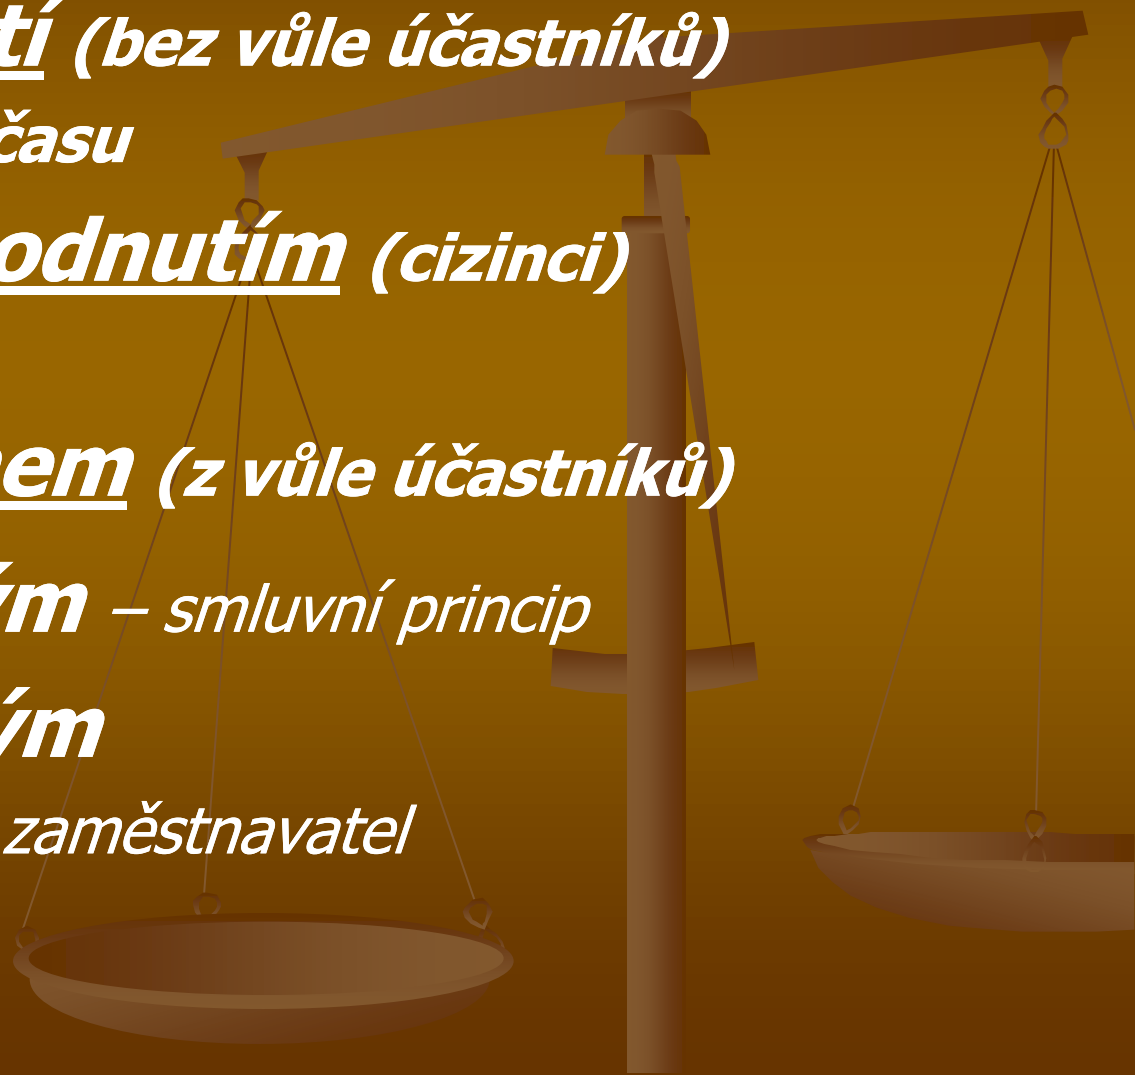 tí (bez vůle účastníků)
času
odnutím (cizinci)
em (z vůle účastníků)
ým – smluvní princip
ým
zaměstnavatel